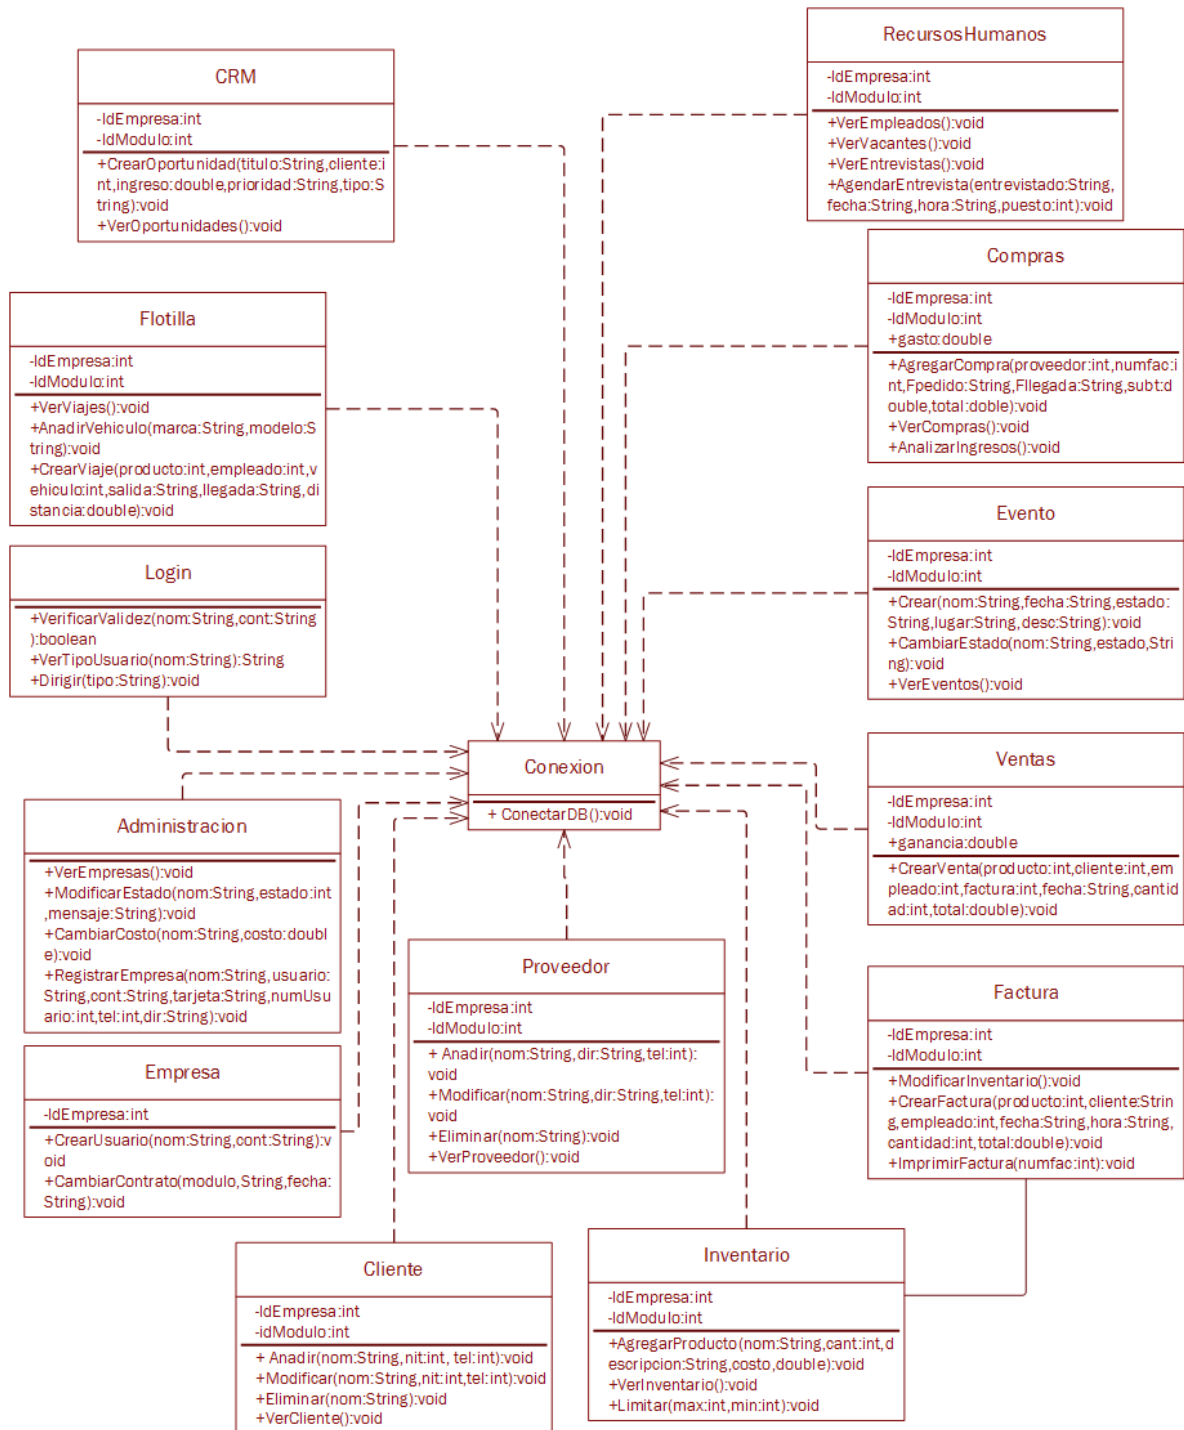 CRM
-IdEmpresa:int
-IdModulo:int
+CrearOportunidad(titulo:String,cliente:i
nt,ingreso:double,prioridad:String,tipo:S
tring):void
+VerOportunidades():void
RecursosHumanos
-IdEmpresa:int
-IdModulo:int
+VerEmpleados():void
+VerVacantes():void
+VerEntrevistas():void
+AgendarEntrevista(entrevistado:String,
fecha:String,hora:String,puesto:int):void
Compras
-IdEmpresa:int
-IdModulo:int
+gasto:double
+AgregarCompra(proveedor:int,numfac:i
nt,Fpedido:String,Fllegada:String,subt:d
ouble,total:doble):void
+VerCompras():void
+AnalizarIngresos():void
Flotilla
-IdEmpresa:int
-IdModulo:int
+VerViajes():void
+AnadirVehiculo(marca:String,modelo:S
tring):void
+CrearViaje(producto:int,empleado:int,v
ehiculo:int,salida:String,llegada:String,di
stancia:double):void
Evento
-IdEmpresa:int
-IdModulo:int
+Crear(nom:String,fecha:String,estado:
String,lugar:String,desc:String):void
+CambiarEstado(nom:String,estado,Stri
ng):void
+VerEventos():void
Login
+VerificarValidez(nom:String,cont:String
):boolean
+VerTipoUsuario(nom:String):String
+Dirigir(tipo:String):void
Conexion
+ ConectarDB():void
Ventas
-IdEmpresa:int
-IdModulo:int
+ganancia:double
+CrearVenta(producto:int,cliente:int,em
pleado:int,factura:int,fecha:String,cantid
ad:int,total:double):void
Administracion
+VerEmpresas():void
+ModificarEstado(nom:String,estado:int
,mensaje:String):void
+CambiarCosto(nom:String,costo:doubl
e):void
+RegistrarEmpresa(nom:String,usuario:
String,cont:String,tarjeta:String,numUsu
ario:int,tel:int,dir:String):void
Proveedor
-IdEmpresa:int
-IdModulo:int
+ Anadir(nom:String,dir:String,tel:int):
void
+Modificar(nom:String,dir:String,tel:int):
void
+Eliminar(nom:String):void
+VerProveedor():void
Factura
-IdEmpresa:int
-IdModulo:int
+ModificarInventario():void
+CrearFactura(producto:int,cliente:Strin
g,empleado:int,fecha:String,hora:String,
cantidad:int,total:double):void
+ImprimirFactura(numfac:int):void
Empresa
-IdEmpresa:int
+CrearUsuario(nom:String,cont:String):v
oid
+CambiarContrato(modulo,String,fecha:
String):void
Cliente
-IdEmpresa:int
-idModulo:int
+ Anadir(nom:String,nit:int, tel:int):void
+Modificar(nom:String,nit:int,tel:int):void
+Eliminar(nom:String):void
+VerCliente():void
Inventario
-IdEmpresa:int
-IdModulo:int
+AgregarProducto(nom:String,cant:int,d
escripcion:String,costo,double):void
+VerInventario():void
+Limitar(max:int,min:int):void